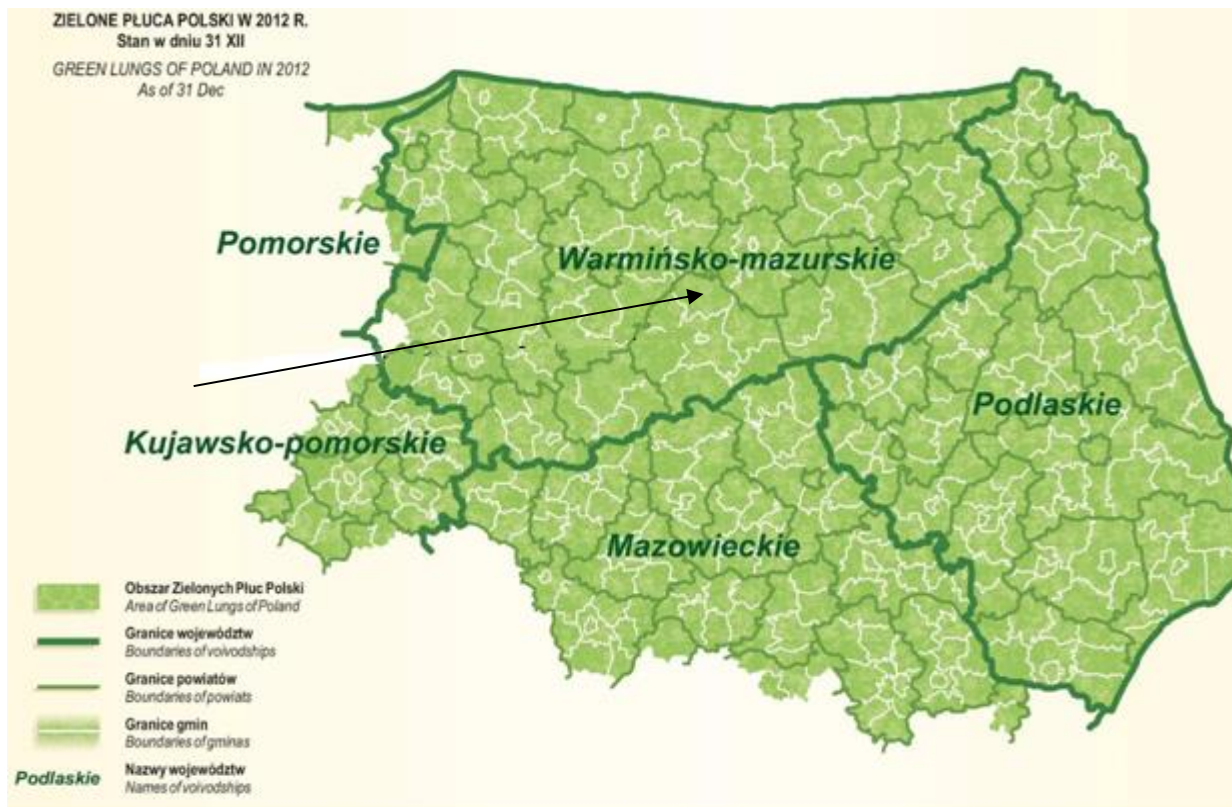 ZIELONE PŁUCA POLSKI W 2012 R.
Stan w dniu 31 XII
GREEN LUNGS OF POLAND IN 2012
As of 31 Dec
Pomorskie
Warmińsko-mazurskie
Podlaskie
Kujawsko-pomorskie
Mazowieckie
Obszar Zielonych Płuc Polski
Area of Green Lungs of Poland
Granice województw
Boundaries of voivodships
Granice powiatów
Boundaries of powiats
Granice gmin
Boundaries of gminas
Podlaskie
Nazwy województw
Names of voivodships